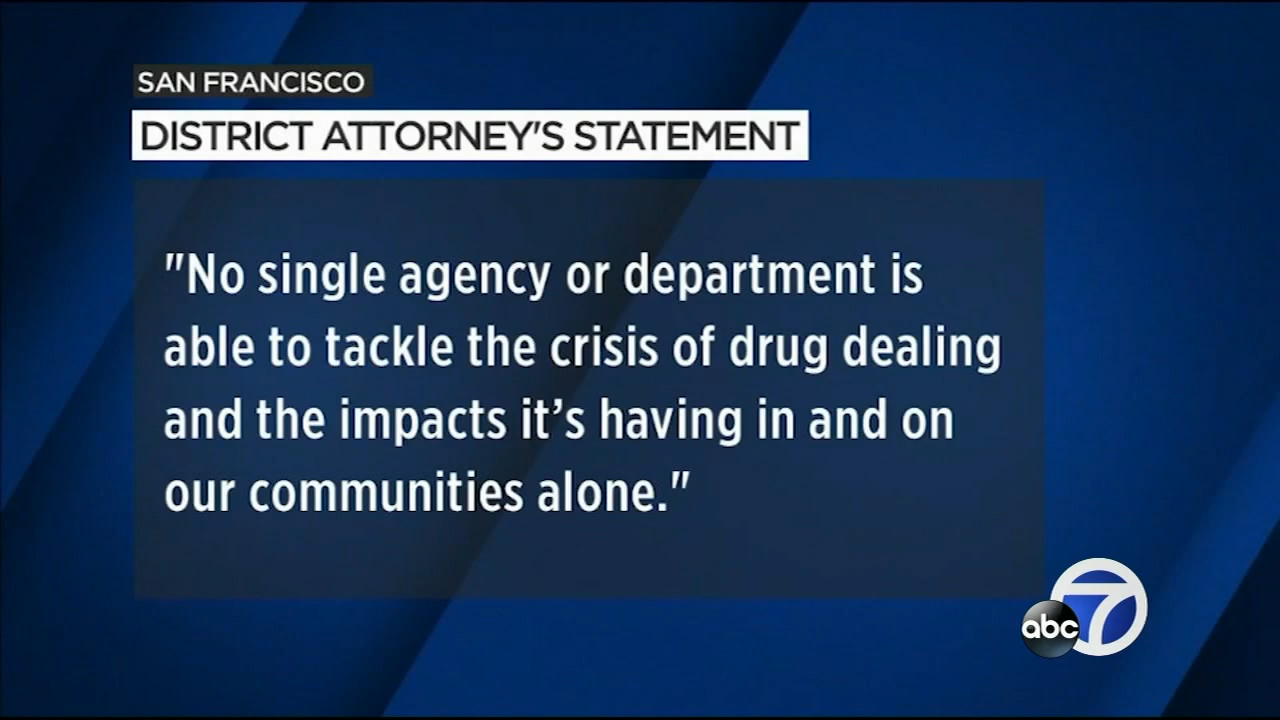 SAN FRANCISCO
DISTRICT ATTORNEY'S STATEMENT
"No single agency or department is
able to tackle the crisis of drug dealing
and the impacts it’s having in and on
our communities alone."
abc 7